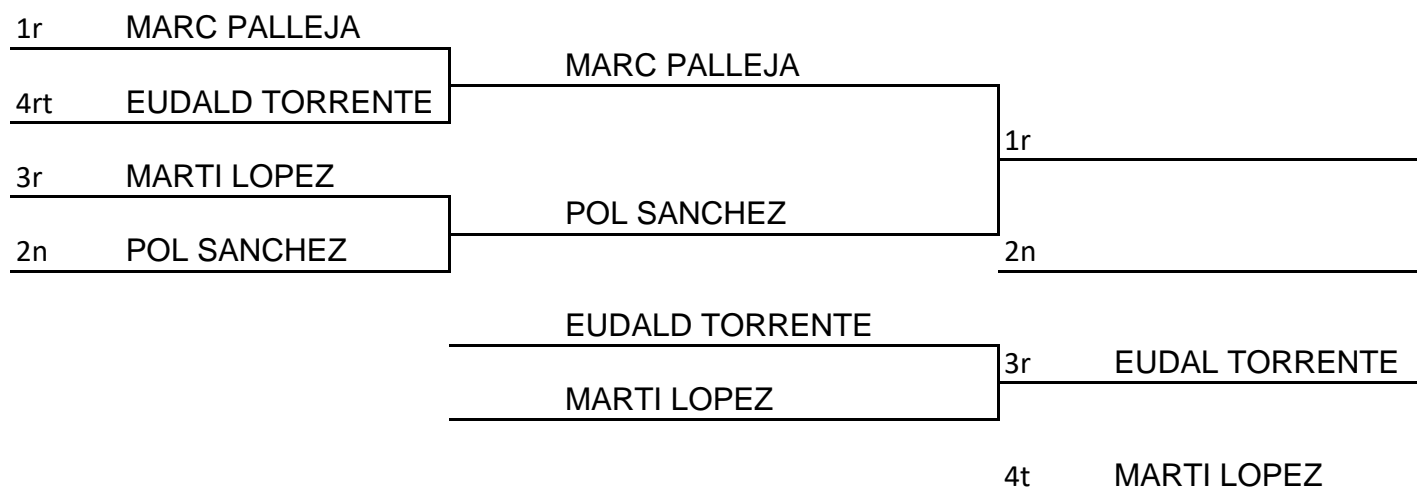 1r MARC PALLEJA
MARC PALLEJA
4rt EUDALD TORRENTE
1r
3r MARTI LOPEZ
POL SANCHEZ
2n POL SANCHEZ
2n
EUDALD TORRENTE
3r EUDAL TORRENTE
MARTI LOPEZ
4t MARTI LOPEZ